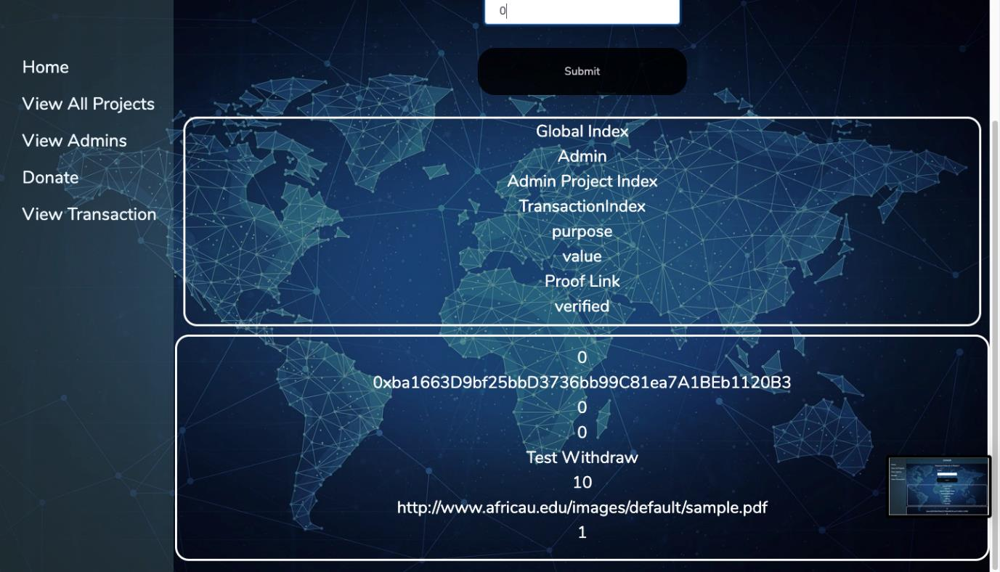 0
Submit
Home
View All Projects
View Admins
Donate
View Transaction
Global Index
Admin
Admin Project Index
TransactionIndex
purpose
value
Proof Link
verified
0
0xba1663D9bf25bbD3736bb99C81ea7A1BEb1120B3
0
0
Test Withdraw
10
http://www.africau.edu/images/default/sample.pdf
1